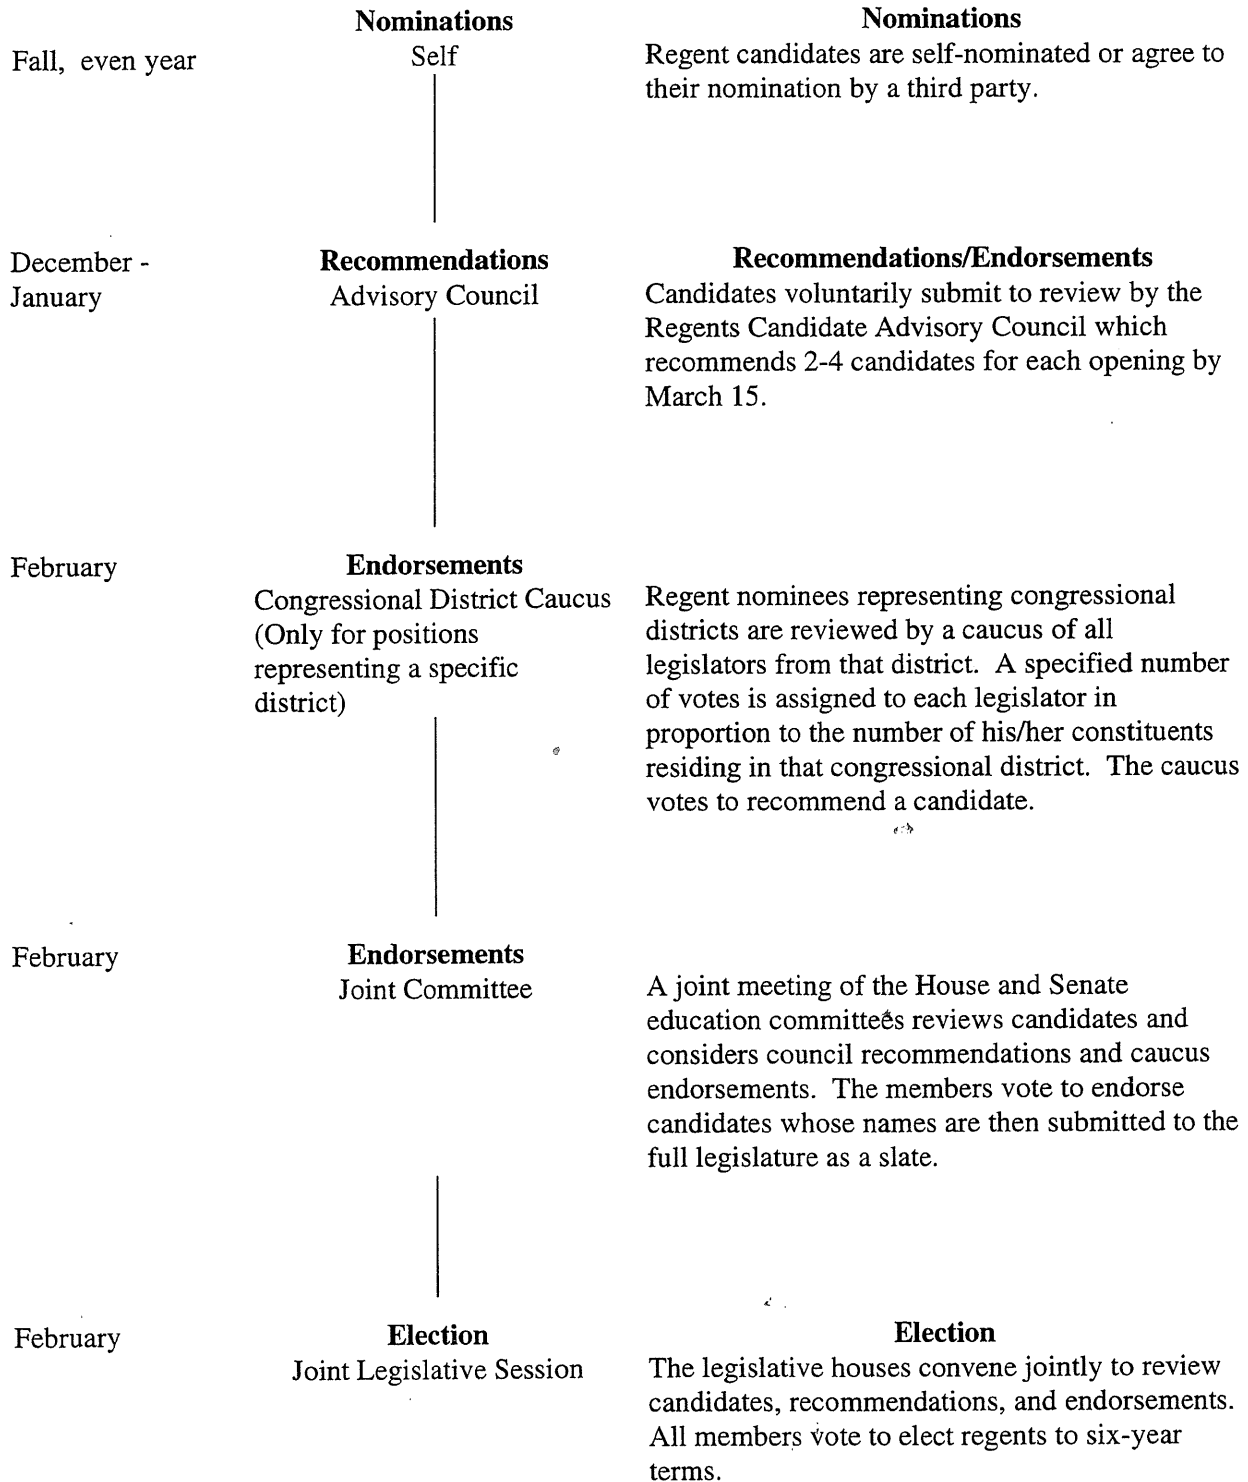 Nominations
Self
Fall, even year
Nominations
Regent candidates are self-nominated or agree to
their nomination by a third party.
December -
January
Recommendations
Advisory Council
Recommendations/Endorsements
Candidates voluntarily submit to review by the
Regents Candidate Advisory Council which
recommends 2-4 candidates for each opening by
March 15.
February
Endorsements
Congressional District Caucus
(Only for positions
representing a specific
district)
Regent nominees representing congressional
districts are reviewed by a caucus of all
legislators from that district. A specified number
of votes is assigned to each legislator in
proportion to the number of his/her constituents
residing in that congressional district. The caucus
votes to recommend a candidate.
February
Endorsements
Joint Committee
A joint meeting of the House and Senate
education committees reviews candidates and
considers council recommendations and caucus
endorsements. The members vote to endorse
candidates whose names are then submitted to the
full legislature as a slate.
February
Election
Joint Legislative Session
Election
The legislative houses convene jointly to review
candidates, recommendations, and endorsements.
All members vote to elect regents to six-year
terms.